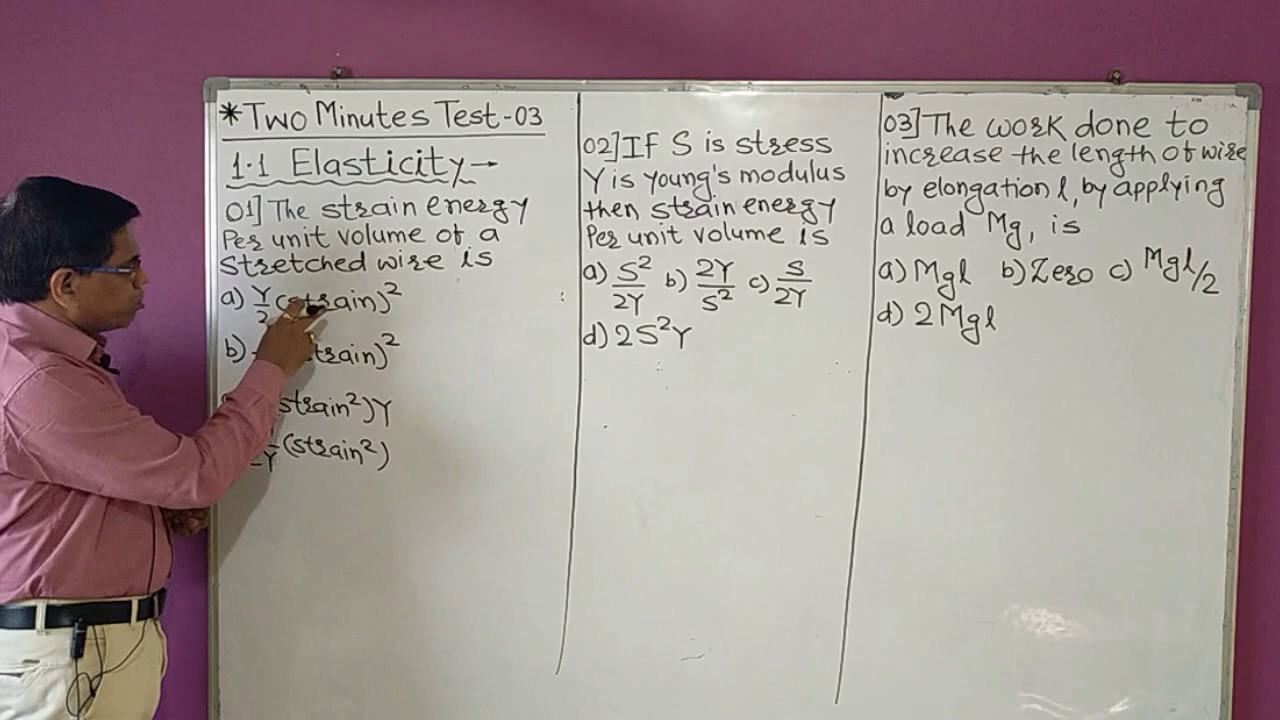 *Two Minutes Test-03
1.1 Elasticity→
01] The strain energy
Per unit volume of a
stretched wire is
a) Y/2 (strain)²
b) (strain)²
strain²)Y
Y (strain²)
02] If S is stress
Y is Young's modulus
then strain energy
Per unit volume is
a) S²/2Y b) 2Y/S² c) S/2Y
d) 2S²Y
03] The work done to
increase the length of wire
by elongation l, by applying
a load Mg, is
a) Mgl b) Zero c) Mgl/2
d) 2Mgl